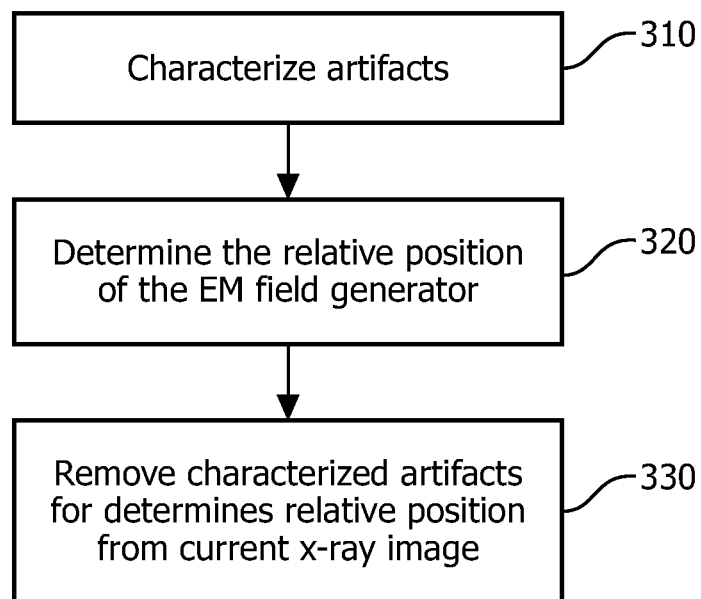 Characterize artifacts
310
Determine the relative position
of the EM field generator
320
Remove characterized artifacts
for determines relative position
from current x-ray image
330